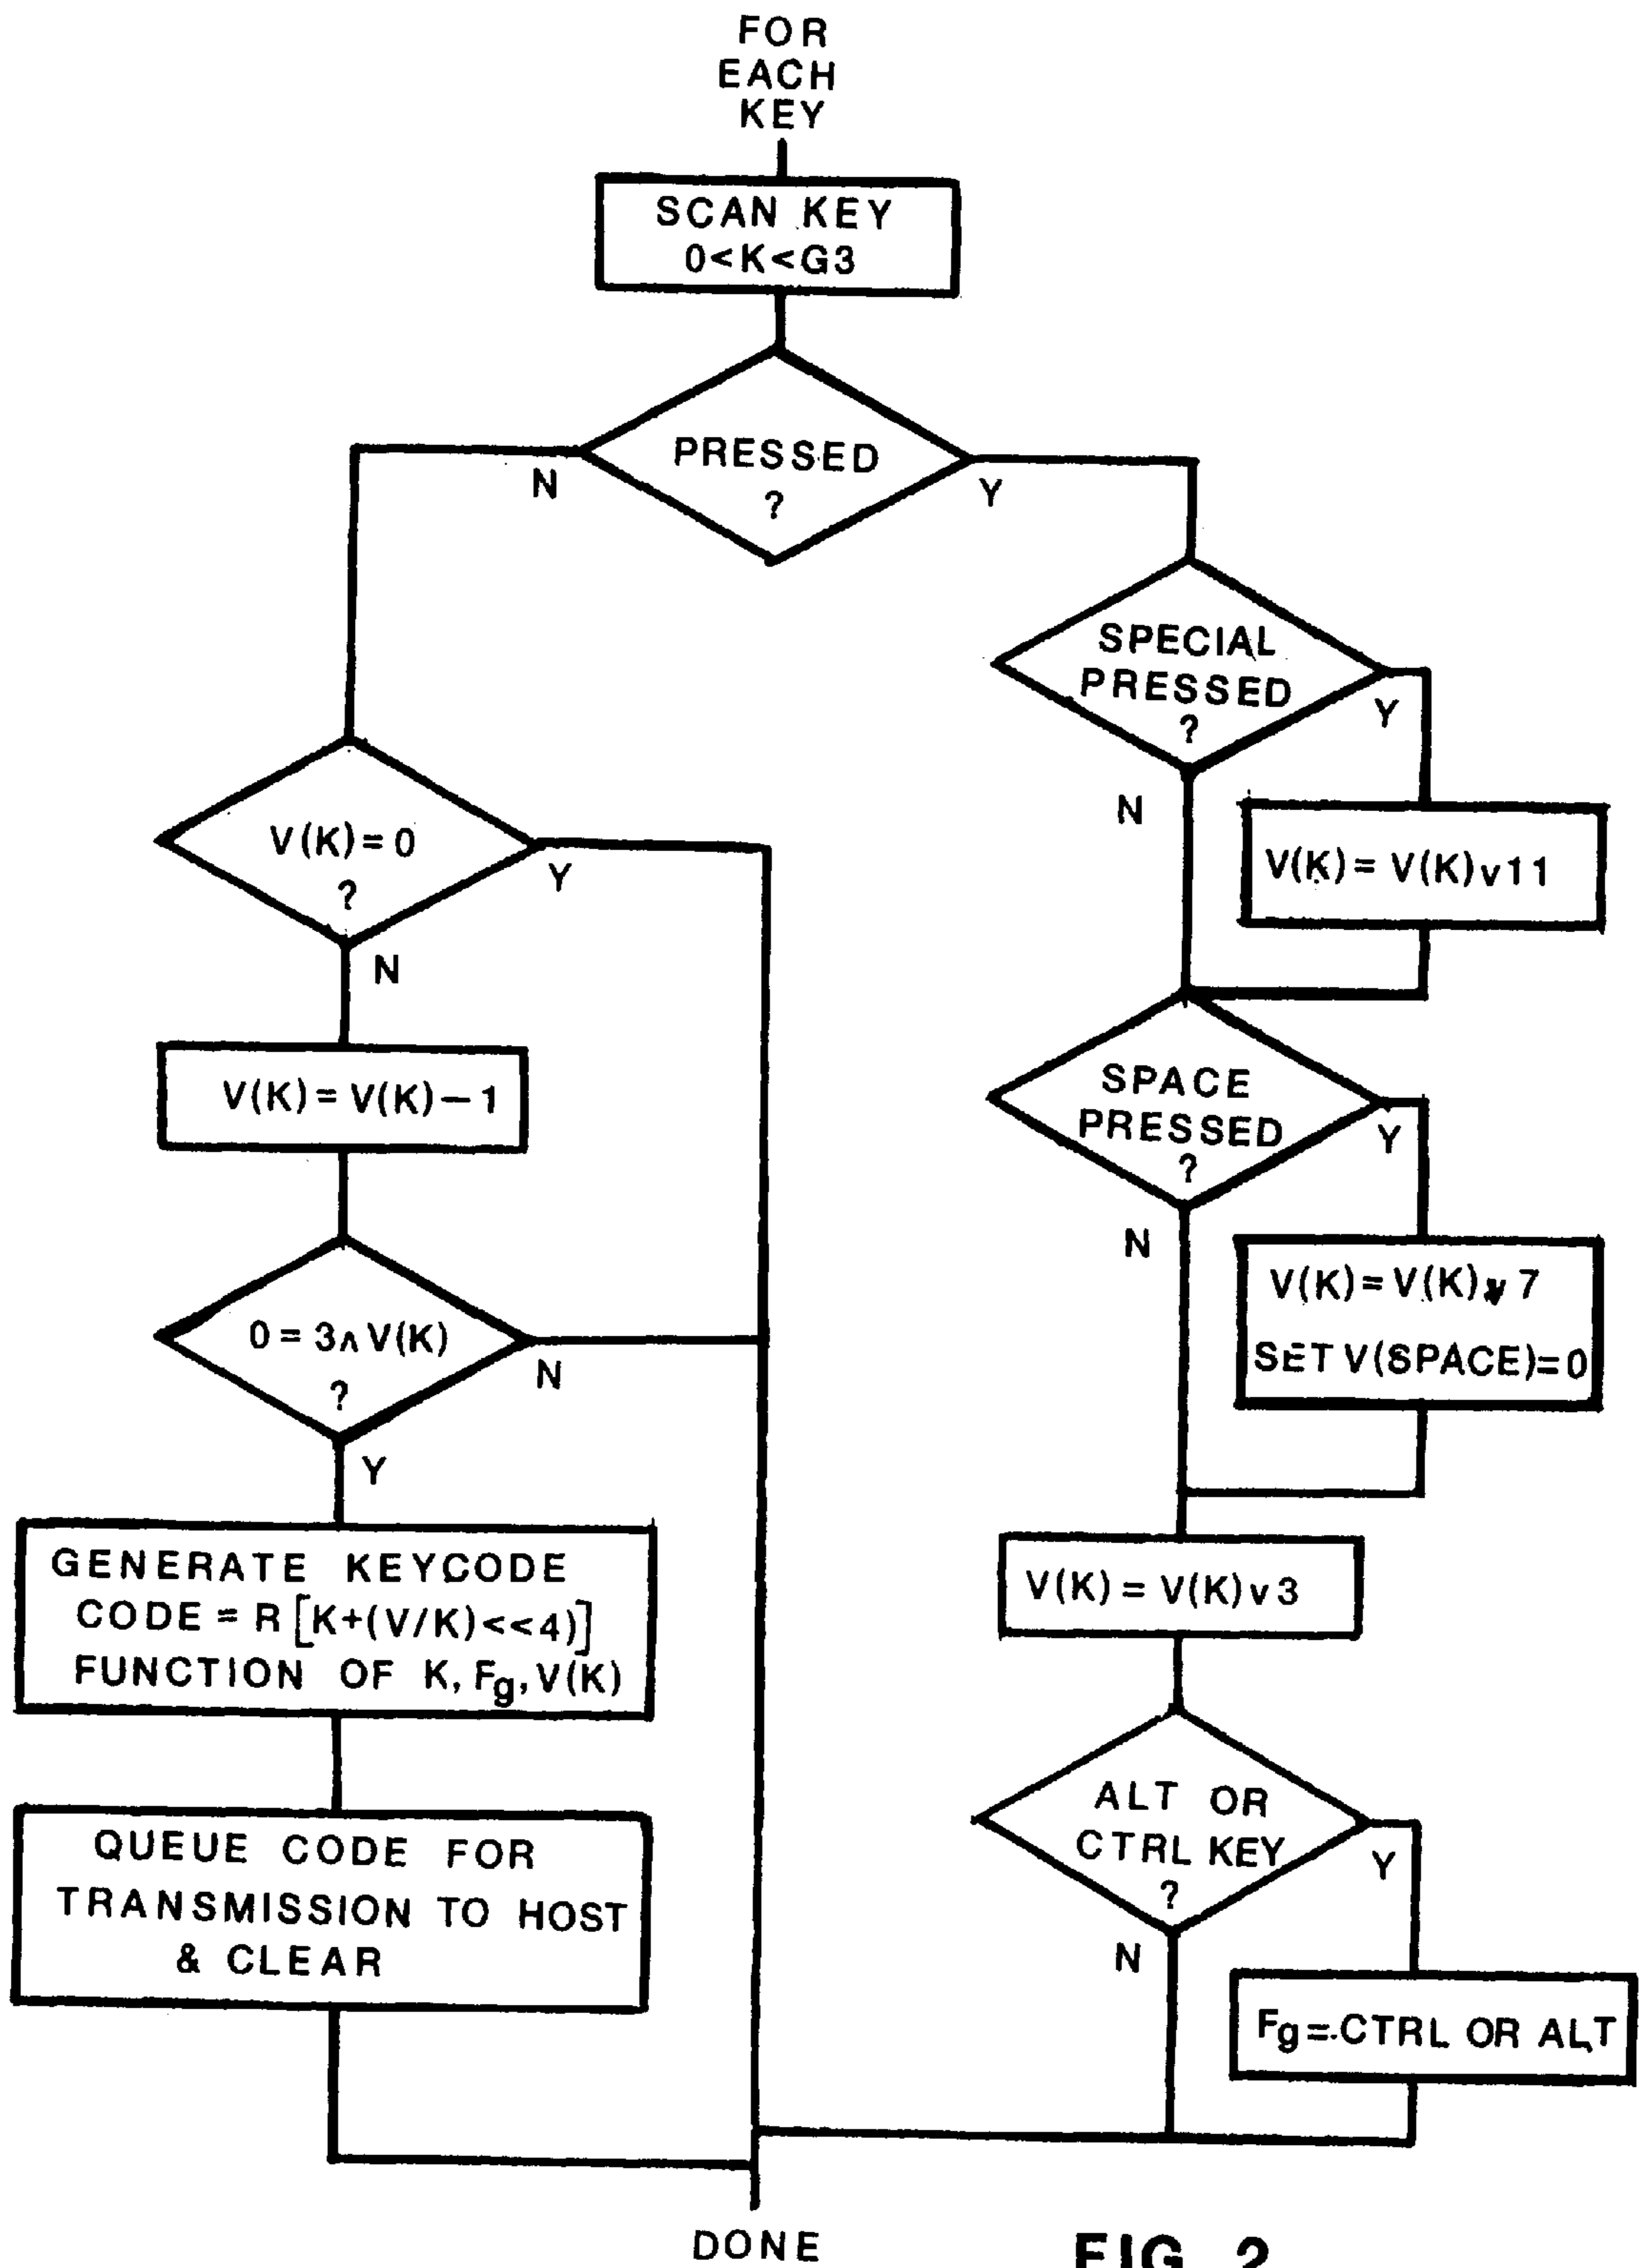 FOR
EACH
KEY
SCAN KEY
0<K<G3
PRESSED
?
N
Y
SPECIAL
PRESSED
?
Y
N
V(K)=V(K)v11
V(K)=0
?
Y
N
V(K)=V(K)-1
SPACE
PRESSED
?
Y
N
V(K)=V(K)v7
SET V(SPACE)=0
0=3∧V(K)
?
N
Y
GENERATE KEYCODE
CODE=R[K+(V/K)<<4)]
FUNCTION OF K, Fg, V(K)
V(K)=V(K)v3
QUEUE CODE FOR
TRANSMISSION TO HOST
& CLEAR
ALT OR
CTRL KEY
?
Y
N
Fg=CTRL OR ALT
DONE
FIG. 2